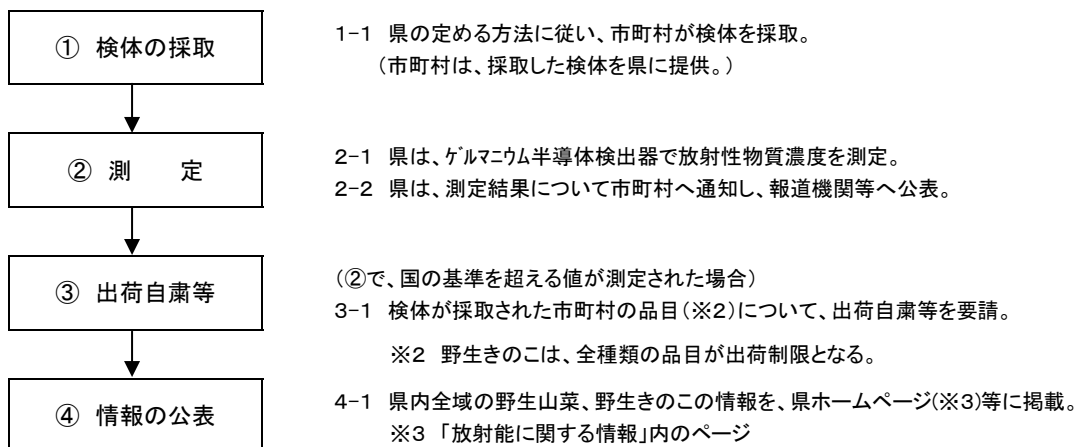 ① 検体の採取
1-1 県の定める方法に従い、市町村が検体を採取。
（市町村は、採取した検体を県に提供。）
② 測　　定
2-1 県は、ｹﾞﾙﾏﾆｳﾑ半導体検出器で放射性物質濃度を測定。
2-2 県は、測定結果について市町村へ通知し、報道機関等へ公表。
③ 出荷自粛等
（②で、国の基準を超える値が測定された場合）
3-1 検体が採取された市町村の品目（※2）について、出荷自粛等を要請。
※2 野生きのこは、全種類の品目が出荷制限となる。
④ 情報の公表
4-1 県内全域の野生山菜、野生きのこの情報を、県ホームページ(※3)等に掲載。
※3 「放射能に関する情報」内のページ